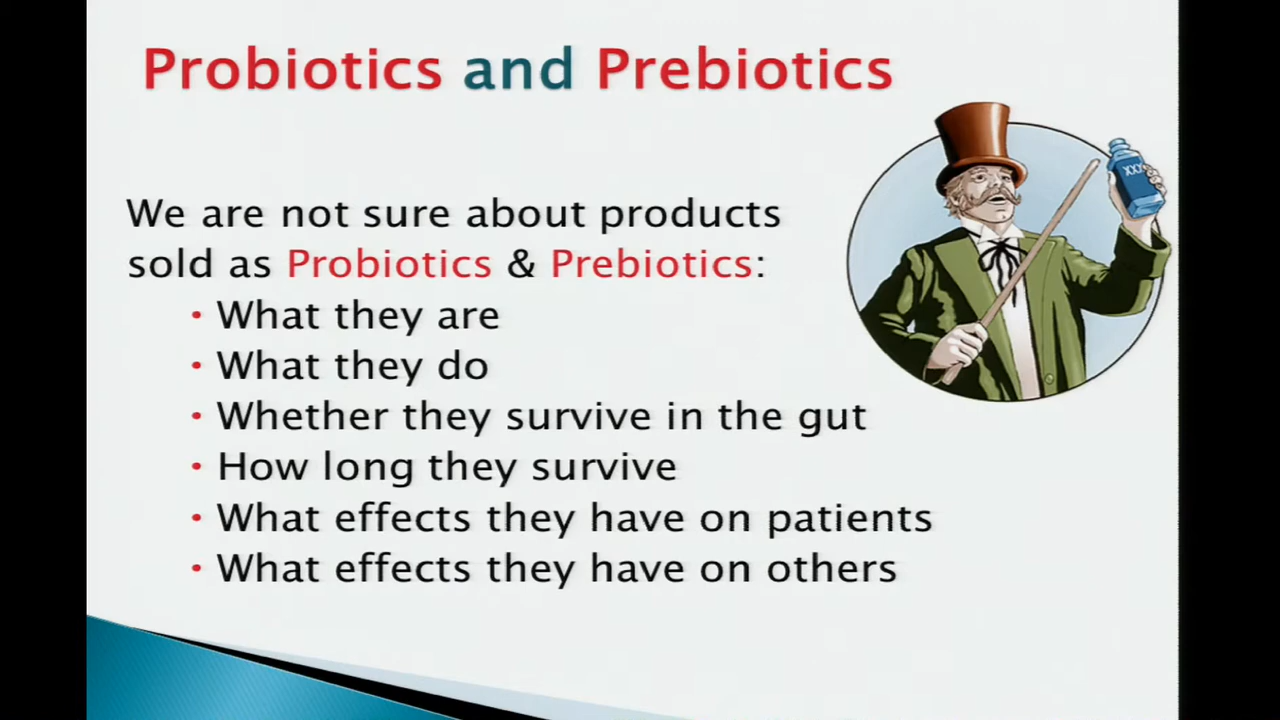 Probiotics and Prebiotics
We are not sure about products
sold as Probiotics & Prebiotics:
• What they are
• What they do
• Whether they survive in the gut
• How long they survive
• What effects they have on patients
• What effects they have on others
XXX